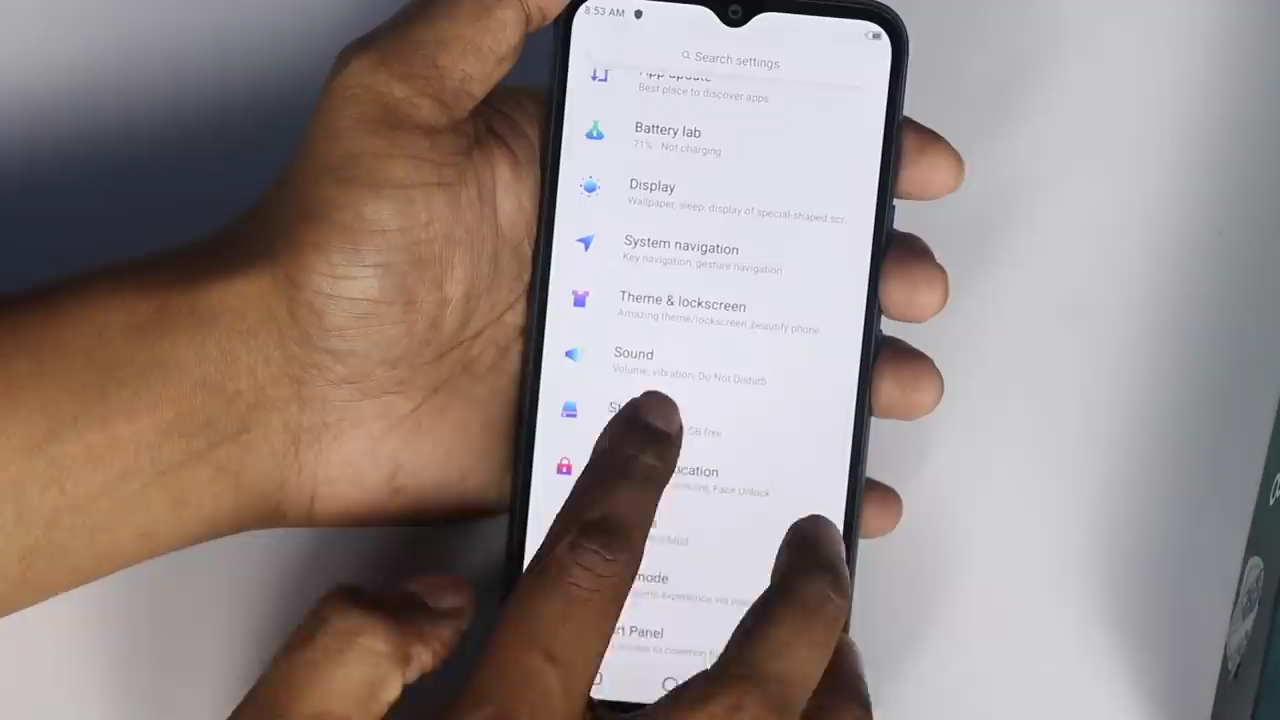 8:53 AM
Search settings
App update
Best place to discover apps
Battery lab
71% - Not charging
Display
Wallpaper, sleep, display of special-shaped scr..
System navigation
Key navigation, gesture navigation
Theme & lockscreen
Amazing theme/lockscreen ,beautify phone
Sound
Volume, vibration, Do Not Disturb
GB free
Face Unlock
mode
Panel